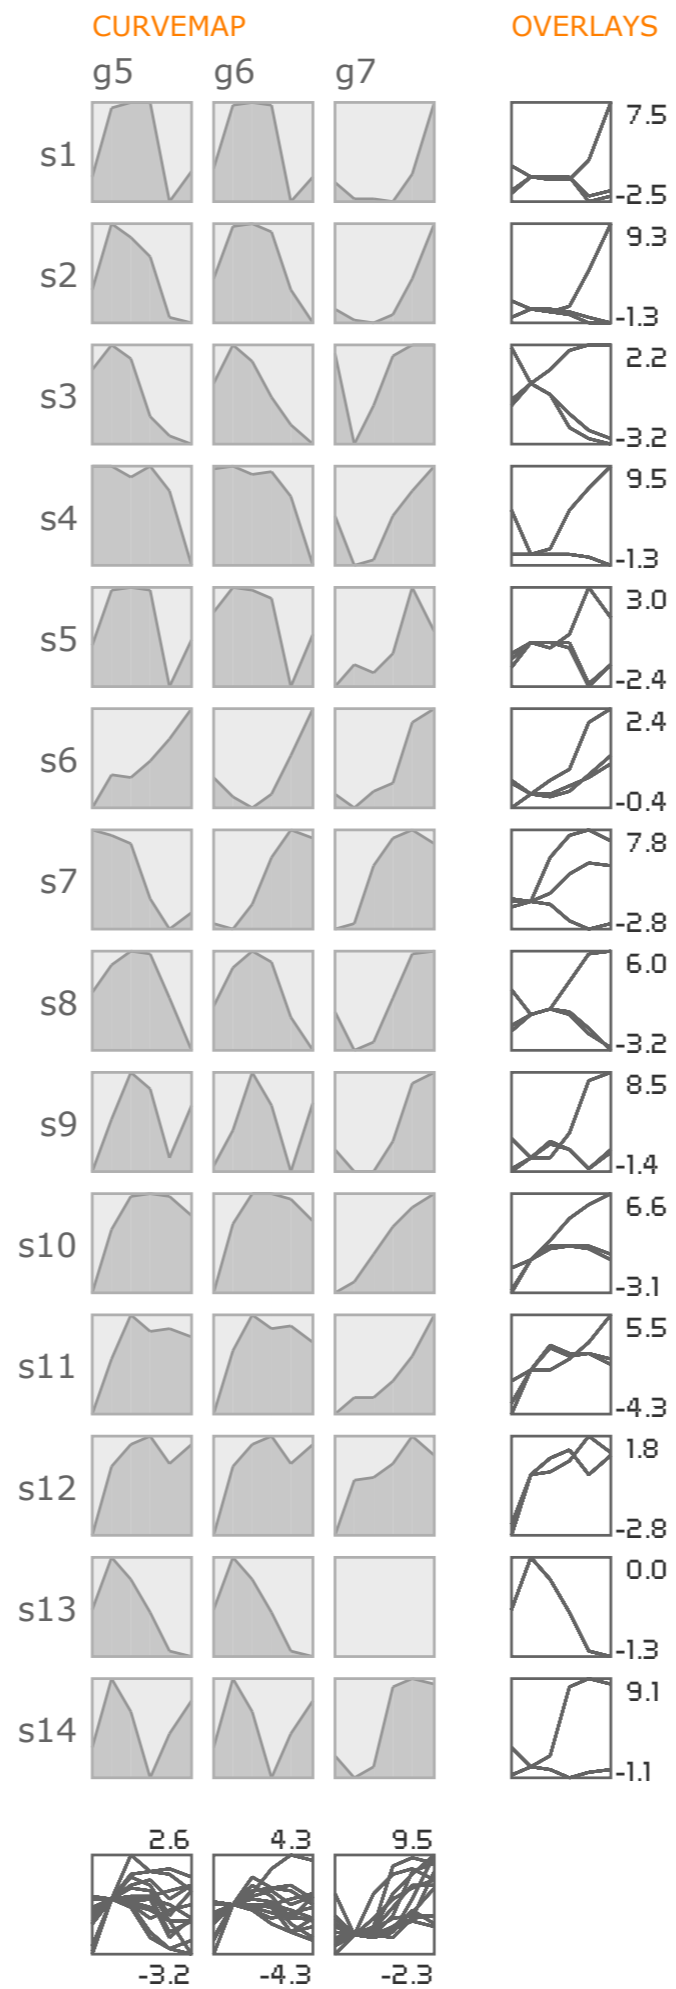 CURVEMAP OVERLAYS
g5 g6 g7
s1 7.5
-2.5
s2 9.3
-1.3
s3 2.2
-3.2
s4 9.5
-1.3
s5 3.0
-2.4
s6 2.4
-0.4
s7 7.8
-2.8
s8 6.0
-3.2
s9 8.5
-1.4
s10 6.6
-3.1
s11 5.5
-4.3
s12 1.8
-2.8
s13 0.0
-1.3
s14 9.1
-1.1
2.6 4.3 9.5
-3.2 -4.3 -2.3